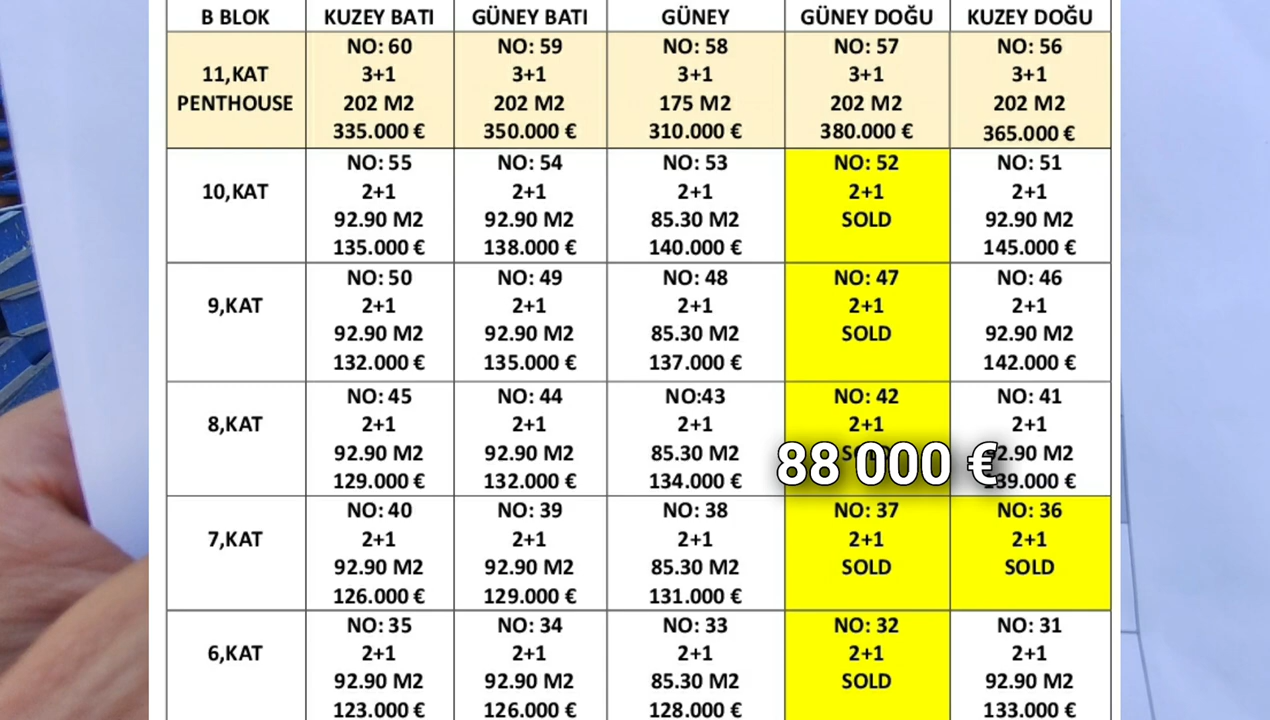 B BLOK KUZEY BATI GÜNEY BATI GÜNEY GÜNEY DOĞU KUZEY DOĞU
NO: 60 NO: 59 NO: 58 NO: 57 NO: 56
11,KAT 3+1 3+1 3+1 3+1 3+1
PENTHOUSE 202 M2 202 M2 175 M2 202 M2 202 M2
335.000 € 350.000 € 310.000 € 380.000 € 365.000 €
NO: 55 NO: 54 NO: 53 NO: 52 NO: 51
10,KAT 2+1 2+1 2+1 2+1 2+1
92.90 M2 92.90 M2 85.30 M2 SOLD 92.90 M2
135.000 € 138.000 € 140.000 € 145.000 €
NO: 50 NO: 49 NO: 48 NO: 47 NO: 46
9,KAT 2+1 2+1 2+1 2+1 2+1
92.90 M2 92.90 M2 85.30 M2 SOLD 92.90 M2
132.000 € 135.000 € 137.000 € 142.000 €
NO: 45 NO: 44 NO:43 NO: 42 NO: 41
8,KAT 2+1 2+1 2+1 2+1 2+1
92.90 M2 92.90 M2 85.30 M2 SOLD 92.90 M2
88 000 €
129.000 € 132.000 € 134.000 € 139.000 €
NO: 40 NO: 39 NO: 38 NO: 37 NO: 36
7,KAT 2+1 2+1 2+1 2+1 2+1
92.90 M2 92.90 M2 85.30 M2 SOLD SOLD
126.000 € 129.000 € 131.000 €
NO: 35 NO: 34 NO: 33 NO: 32 NO: 31
6,KAT 2+1 2+1 2+1 2+1 2+1
92.90 M2 92.90 M2 85.30 M2 SOLD 92.90 M2
123.000 € 126.000 € 128.000 € 133.000 €